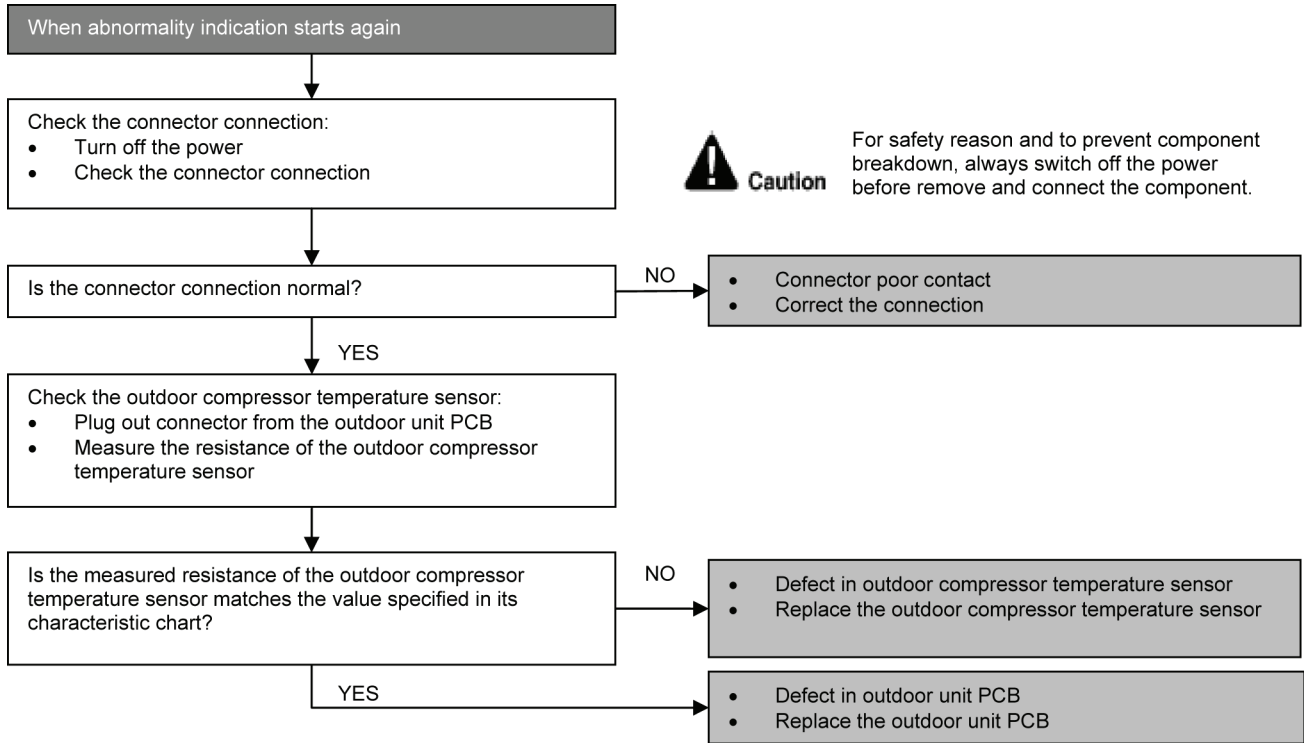 When abnormality indication starts again
Check the connector connection:
• Turn off the power
• Check the connector connection
Caution
For safety reason and to prevent component
breakdown, always switch off the power
before remove and connect the component.
Is the connector connection normal?
NO
• Connector poor contact
• Correct the connection
YES
Check the outdoor compressor temperature sensor:
• Plug out connector from the outdoor unit PCB
• Measure the resistance of the outdoor compressor
temperature sensor
Is the measured resistance of the outdoor compressor
temperature sensor matches the value specified in its
characteristic chart?
NO
• Defect in outdoor compressor temperature sensor
• Replace the outdoor compressor temperature sensor
YES
• Defect in outdoor unit PCB
• Replace the outdoor unit PCB